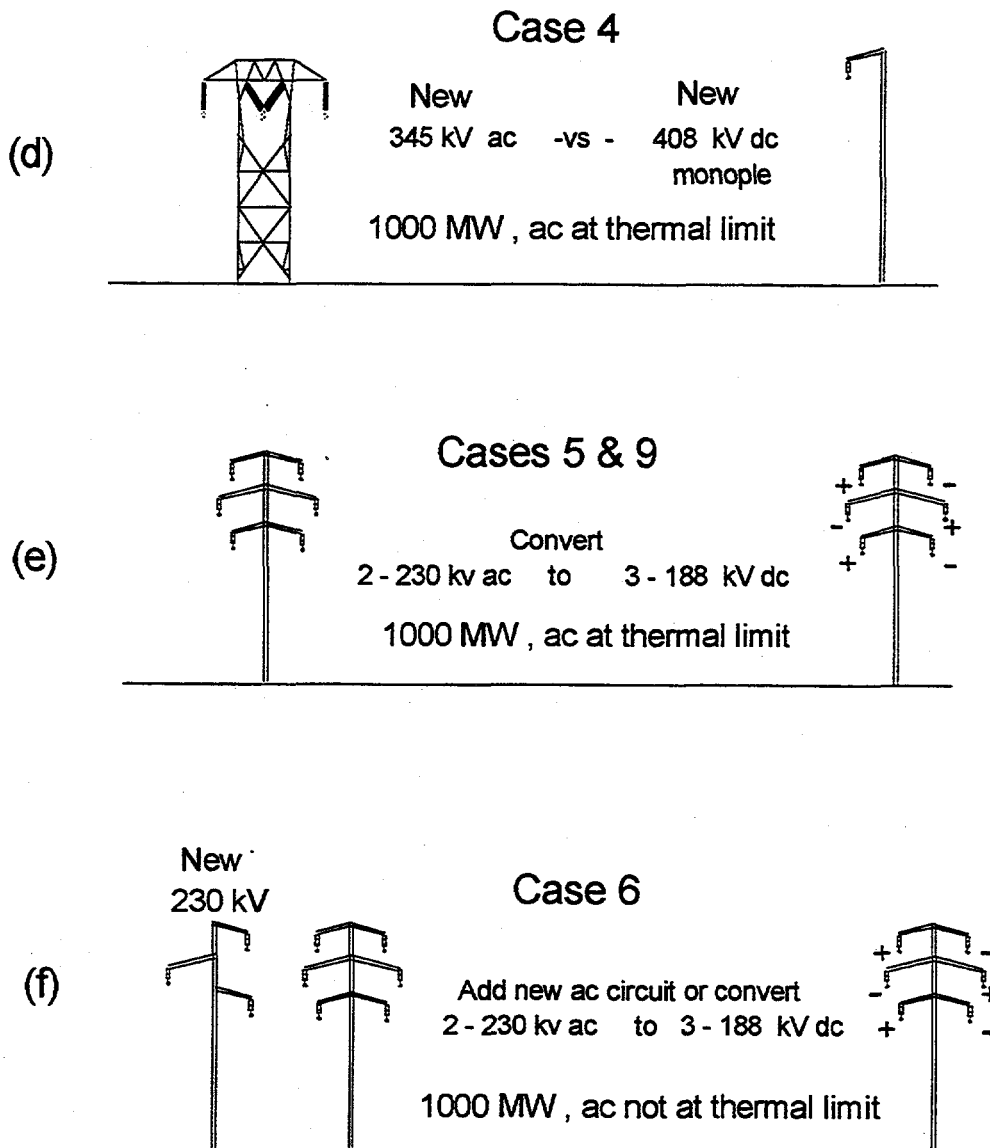 Case 4
(d)
New New
345 kV ac -vs - 408 kV dc
monople
1000 MW , ac at thermal limit
Cases 5 & 9
(e)
+ -
- +
+ -
Convert
2 - 230 kv ac to 3 - 188 kV dc
1000 MW , ac at thermal limit
New
230 kV
Case 6
(f)
+ -
- +
+ -
Add new ac circuit or convert
2 - 230 kv ac to 3 - 188 kV dc
1000 MW , ac not at thermal limit